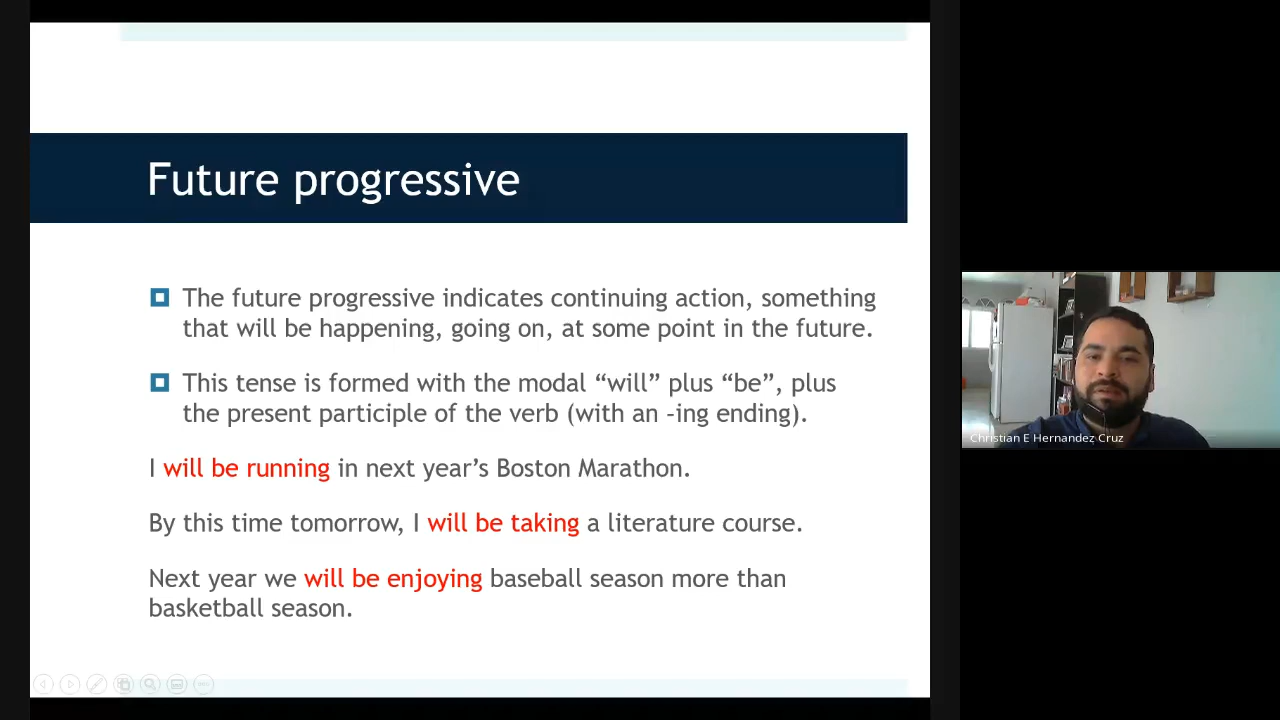 Future progressive
The future progressive indicates continuing action, something
that will be happening, going on, at some point in the future.
This tense is formed with the modal “will” plus “be”, plus
the present participle of the verb (with an –ing ending).
I will be running in next year’s Boston Marathon.
By this time tomorrow, I will be taking a literature course.
Next year we will be enjoying baseball season more than
basketball season.
Christian E Hernandez Cruz